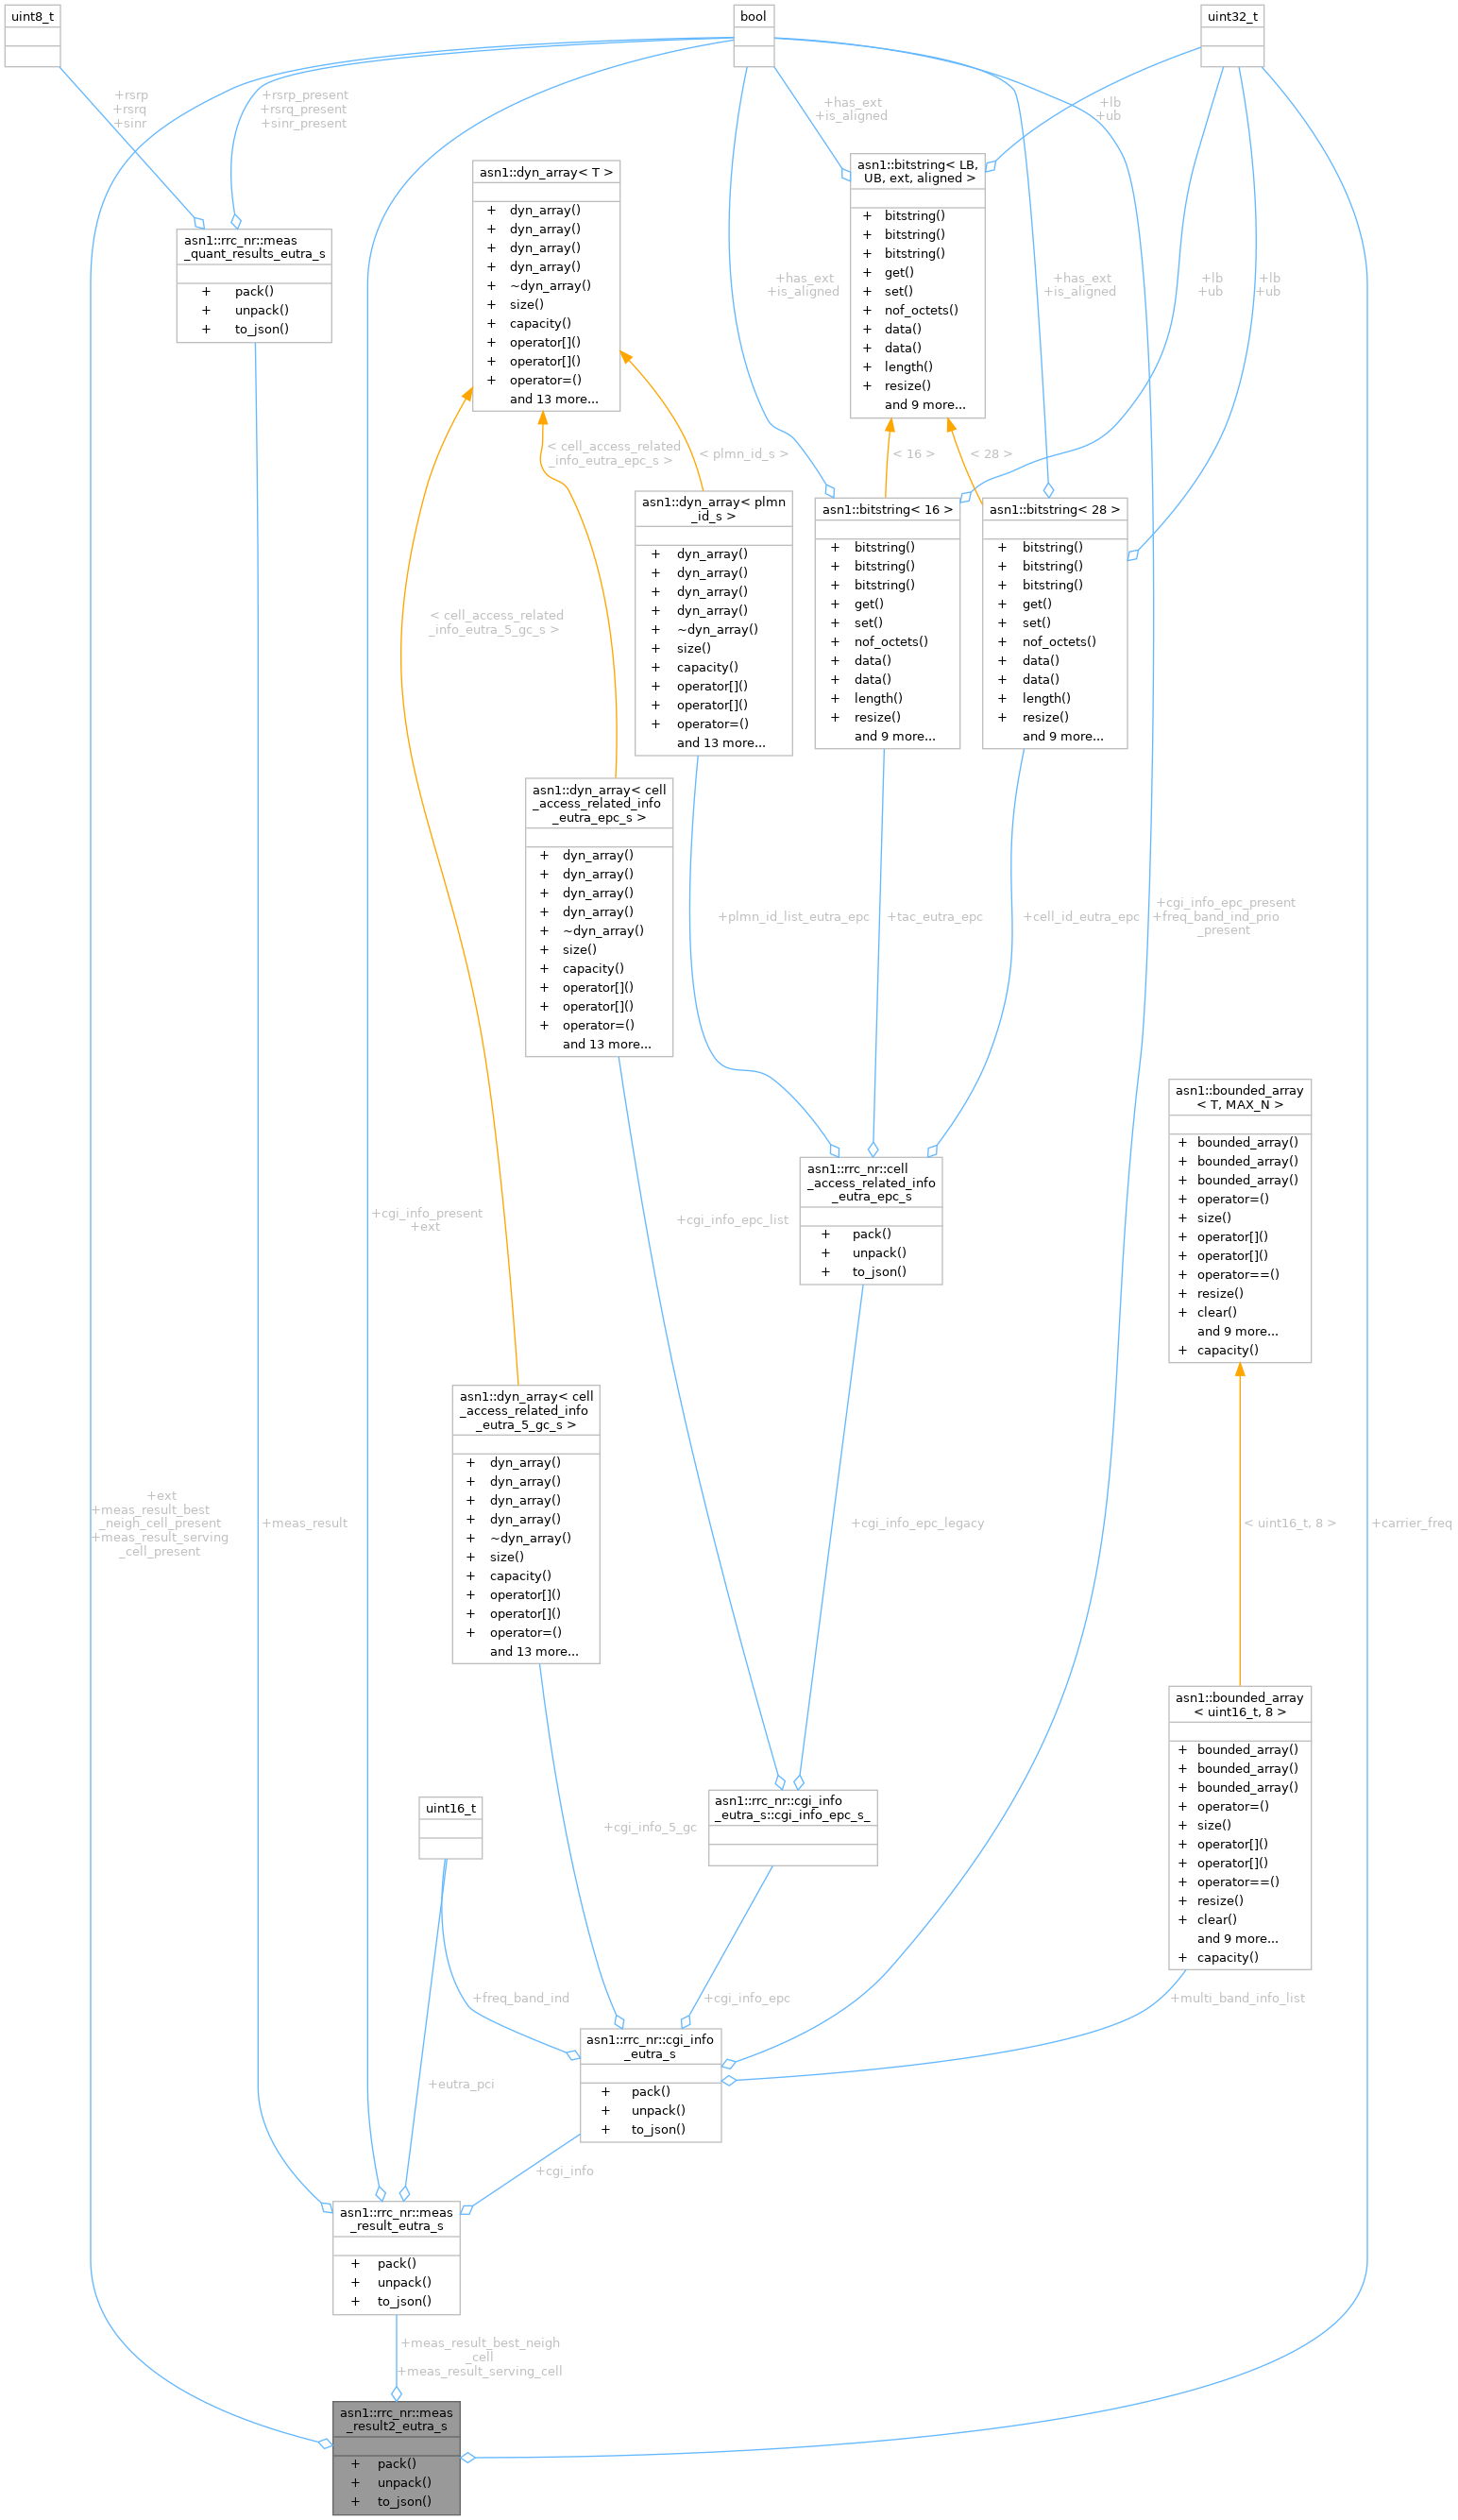 uint8_t
bool
uint32_t
+rsrp
+rsrq
+sinr
+rsrp_present
+rsrq_present
+sinr_present
+has_ext
+is_aligned
+lb
+ub
asn1::dyn_array< T >
+ dyn_array()
+ dyn_array()
+ dyn_array()
+ dyn_array()
+ ~dyn_array()
+ size()
+ capacity()
+ operator[]()
+ operator[]()
+ operator=()
and 13 more...
asn1::bitstring< LB,
UB, ext, aligned >
+ bitstring()
+ bitstring()
+ bitstring()
+ get()
+ set()
+ nof_octets()
+ data()
+ data()
+ length()
+ resize()
and 9 more...
asn1::rrc_nr::meas
_quant_results_eutra_s
+ pack()
+ unpack()
+ to_json()
+has_ext
+is_aligned
+has_ext
+is_aligned
+lb
+ub
+lb
+ub
< cell_access_related
_info_eutra_epc_s >
< plmn_id_s >
< 16 >
< 28 >
asn1::dyn_array< plmn
_id_s >
+ dyn_array()
+ dyn_array()
+ dyn_array()
+ dyn_array()
+ ~dyn_array()
+ size()
+ capacity()
+ operator[]()
+ operator[]()
+ operator=()
and 13 more...
asn1::bitstring< 16 >
+ bitstring()
+ bitstring()
+ bitstring()
+ get()
+ set()
+ nof_octets()
+ data()
+ data()
+ length()
+ resize()
and 9 more...
asn1::bitstring< 28 >
+ bitstring()
+ bitstring()
+ bitstring()
+ get()
+ set()
+ nof_octets()
+ data()
+ data()
+ length()
+ resize()
and 9 more...
< cell_access_related
_info_eutra_5_gc_s >
asn1::dyn_array< cell
_access_related_info
_eutra_epc_s >
+ dyn_array()
+ dyn_array()
+ dyn_array()
+ dyn_array()
+ ~dyn_array()
+ size()
+ capacity()
+ operator[]()
+ operator[]()
+ operator=()
and 13 more...
+plmn_id_list_eutra_epc
+tac_eutra_epc
+cell_id_eutra_epc
+cgi_info_epc_present
+freq_band_ind_prio
_present
asn1::bounded_array
< T, MAX_N >
+ bounded_array()
+ bounded_array()
+ bounded_array()
+ operator=()
+ size()
+ operator[]()
+ operator[]()
+ operator==()
+ resize()
+ clear()
and 9 more...
+ capacity()
asn1::rrc_nr::cell
_access_related_info
_eutra_epc_s
+ pack()
+ unpack()
+ to_json()
+cgi_info_present
+ext
+cgi_info_epc_list
asn1::dyn_array< cell
_access_related_info
_eutra_5_gc_s >
+ dyn_array()
+ dyn_array()
+ dyn_array()
+ dyn_array()
+ ~dyn_array()
+ size()
+ capacity()
+ operator[]()
+ operator[]()
+ operator=()
and 13 more...
+ext
+meas_result_best
_neigh_cell_present
+meas_result_serving
_cell_present
+meas_result
+cgi_info_epc_legacy
< uint16_t, 8 >
+carrier_freq
asn1::bounded_array
< uint16_t, 8 >
+ bounded_array()
+ bounded_array()
+ bounded_array()
+ operator=()
+ size()
+ operator[]()
+ operator[]()
+ operator==()
+ resize()
+ clear()
and 9 more...
+ capacity()
uint16_t
+cgi_info_5_gc
asn1::rrc_nr::cgi_info
_eutra_s::cgi_info_epc_s_
+freq_band_ind
+cgi_info_epc
+multi_band_info_list
asn1::rrc_nr::cgi_info
_eutra_s
+ pack()
+ unpack()
+ to_json()
+eutra_pci
+cgi_info
asn1::rrc_nr::meas
_result_eutra_s
+ pack()
+ unpack()
+ to_json()
+meas_result_best_neigh
_cell
+meas_result_serving_cell
asn1::rrc_nr::meas
_result2_eutra_s
+ pack()
+ unpack()
+ to_json()